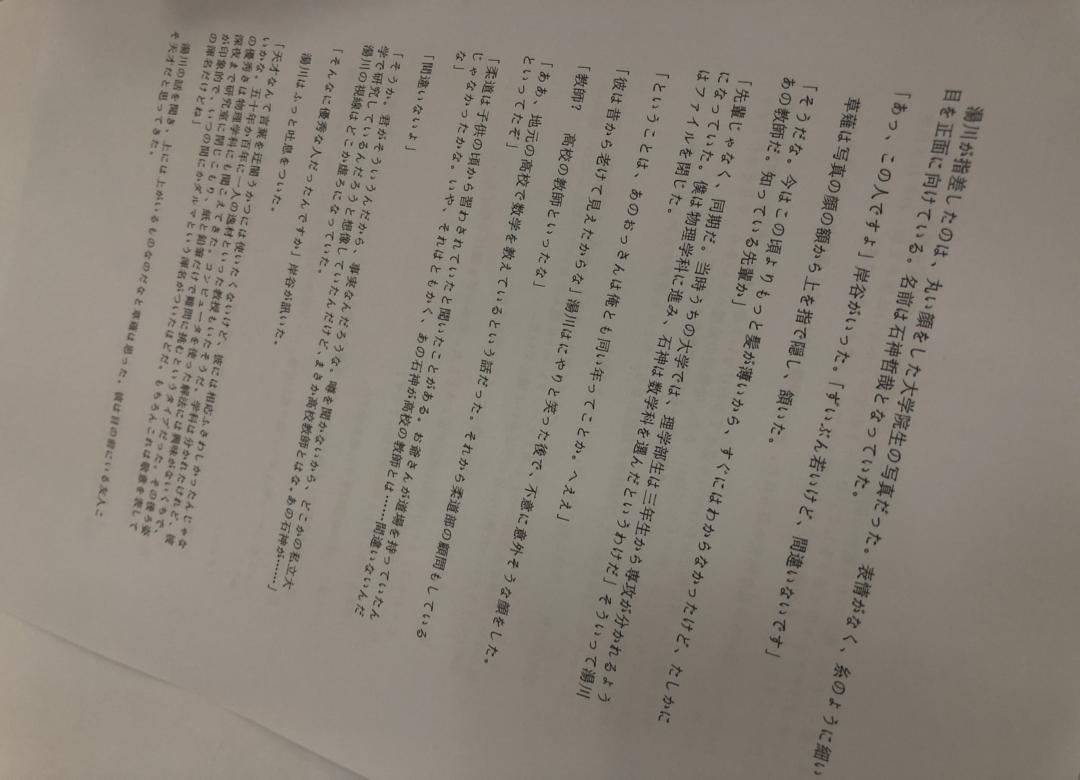 湯川が指差したのは、丸い顔をした大学院生の写真だった。表情がなく、糸のように細い
目を正面に向けている。名前は石神哲哉となっていた。
「あっ、この人ですよ」岸谷がいった。「ずいぶん若いけど、間違いないです」
草薙は写真の顔の額から上を指で隠し、頷いた。
「そうだな。今はこの頃よりもっと髪が薄いから、すぐにはわからなかったけど、たしかに
あの教師だ。知っている先輩か」
「先輩じゃなく、同期だ。当時うちの大学では、理学部生は三年生から専攻が分かれるよう
になっていた。僕は物理学科に進み、石神は数学科を選んだというわけだ」そういって湯川
はファイルを閉じた。
「ということは、あのおっさんは俺とも同い年ってことか。へええ」
「彼は昔から老けて見えたからな」湯川はにやりと笑った後で、不意に意外そうな顔をした。
「教師？　高校の教師といったな」
「ああ、地元の高校で数学を教えているという話だった。それから柔道部の顧問もしている
といってたぞ」
「柔道は子供の頃から習わされていたと聞いたことがある。お爺さんが道場を持っていたん
じゃなかったかな。いや、それはともかく、あの石神が高校の教師とは……間違いないんだ
な」
「間違いないよ」
「そうか。君がそういうんだから、事実なんだろうな。噂を聞かないから、どこかの私立大
学で研究しているんだろうと想像していたんだけど、まさか高校教師とはな。あの石神が……」
湯川の視線はどこか虚ろになっていた。
「そんなに優秀な人だったんですか」岸谷が訊いた。
湯川はふっと吐息をついた。
「天才なんて言葉を迂闊うかつには使いたくないけど、彼には相応ふさわしかったんじゃな
いかな。五十年か百年に一人の逸材といった教授もいたそうだ。学科は分かれたけれど、彼
の優秀さは物理学科にも聞こえてきた。コンピュータを使った解法には興味がないくちで、
深夜まで研究室に閉じこもり、紙と鉛筆だけで難問に挑むというタイプだった。その後ろ姿
が印象的で、いつの間にかダルマという渾名がついたほどだ。もちろんこれは敬意を表して
の渾名だけどね」
湯川の話を聞き、上には上がいるものなのだなと草薙は思った。彼は目の前にいる友人こ
そ天才だと思ってきた。